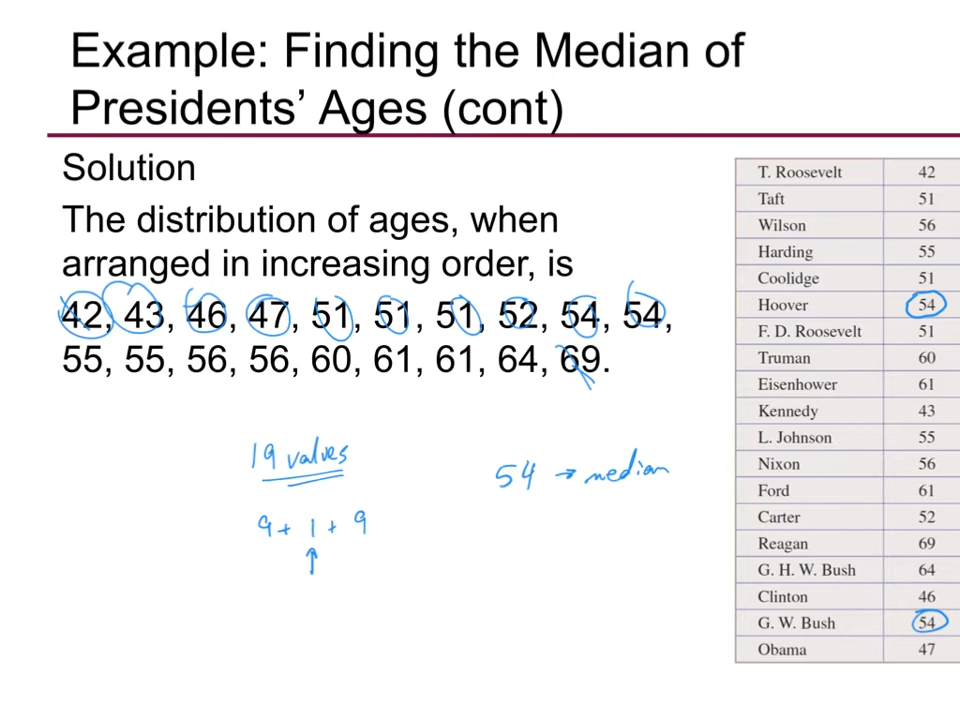 Example: Finding the Median of
Presidents' Ages (cont)
Solution
The distribution of ages, when
arranged in increasing order, is
42, 43, 46, 47, 51, 51, 51, 52, 54, 54,
55, 55, 56, 56, 60, 61, 61, 64, 69.
19 values
9 + 1 + 9
54 → median
T. Roosevelt 42
Taft 51
Wilson 56
Harding 55
Coolidge 51
Hoover 54
F. D. Roosevelt 51
Truman 60
Eisenhower 61
Kennedy 43
L. Johnson 55
Nixon 56
Ford 61
Carter 52
Reagan 69
G. H. W. Bush 64
Clinton 46
G. W. Bush 54
Obama 47